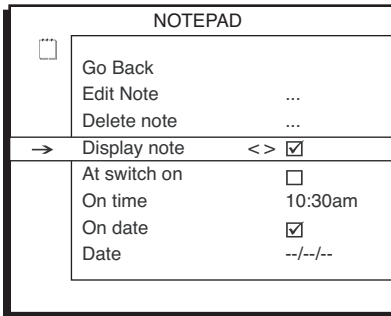 NOTEPAD
Go Back
Edit Note ...
Delete note ...
→ Display note <> ☑
At switch on ☐
On time 10:30am
On date ☑
Date --/--/--